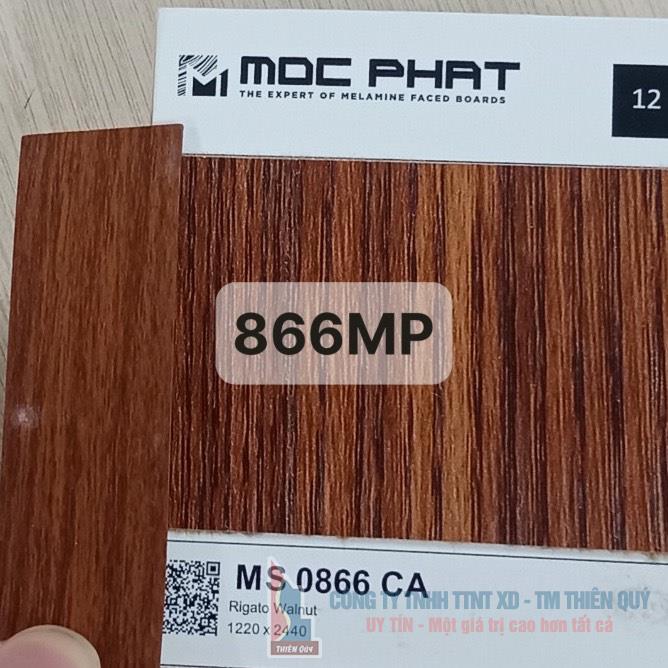 MOC PHAT
THE EXPERT OF MELAMINE FACED BOARDS
12
866MP
MS 0866 CA
Rigato Walnut
1220 x 2440
CÔNG TY TNHH TTNT XD - TM THIÊN QUÝ
UY TÍN - Một giá trị cao hơn tất cả
THIÊN QUÝ